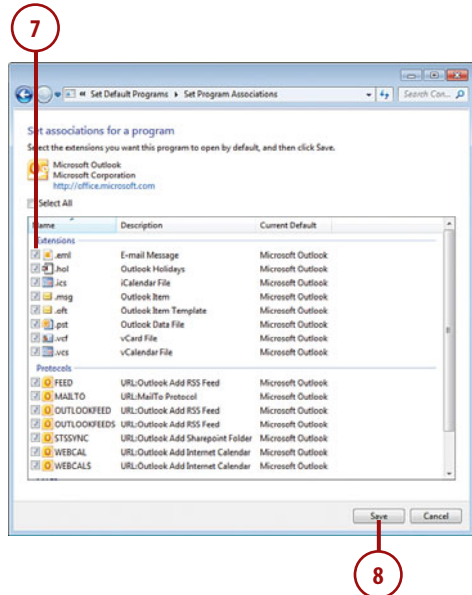 7
Set Default Programs Set Program Associations
Search Con...
Set associations for a program
Select the extensions you want this program to open by default, and then click Save.
Microsoft Outlook
Microsoft Corporation
http://office.microsoft.com
Select All
Name Description Current Default
Extensions
.eml E-mail Message Microsoft Outlook
.hol Outlook Holidays Microsoft Outlook
.ics iCalendar File Microsoft Outlook
.msg Outlook Item Microsoft Outlook
.oft Outlook Item Template Microsoft Outlook
.pst Outlook Data File Microsoft Outlook
.vcf vCard File Microsoft Outlook
.vcs vCalendar File Microsoft Outlook
Protocols
FEED URL:Outlook Add RSS Feed Microsoft Outlook
MAILTO URL:MailTo Protocol Microsoft Outlook
OUTLOOKFEED URL:Outlook Add RSS Feed Microsoft Outlook
OUTLOOKFEEDS URL:Outlook Add RSS Feed Microsoft Outlook
STSSYNC URL:Outlook Add Sharepoint Folder Microsoft Outlook
WEBCAL URL:Outlook Add Internet Calendar Microsoft Outlook
WEBCALS URL:Outlook Add Internet Calendar Microsoft Outlook
Save Cancel
8